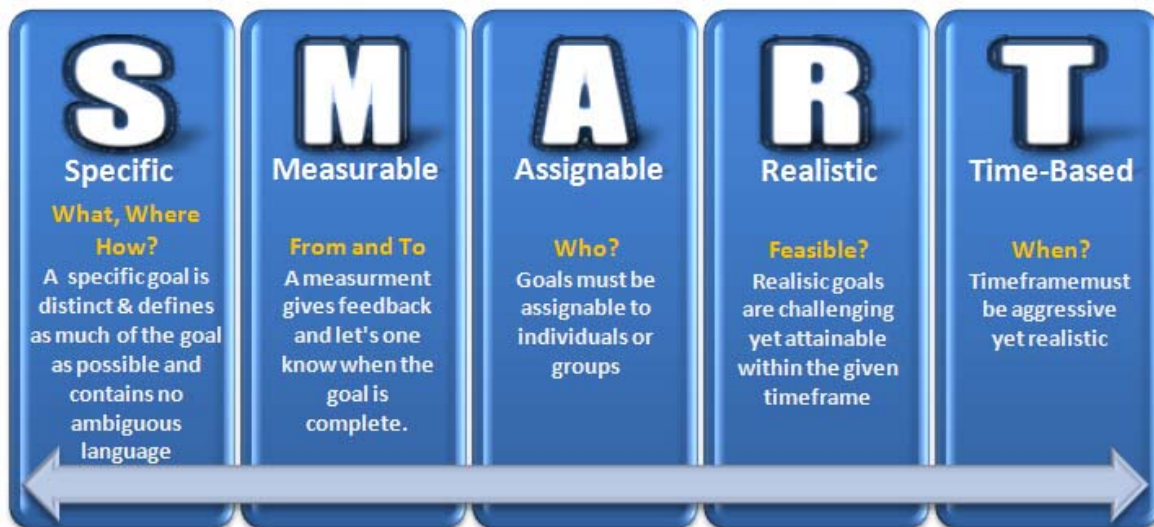 S
Specific
What, Where
How?
A specific goal is
distinct & defines
as much of the goal
as possible and
contains no
ambiguous
language
M
Measurable
From and To
A measurment
gives feedback
and let's one
know when the
goal is
complete.
A
Assignable
Who?
Goals must be
assignable to
individuals or
groups
R
Realistic
Feasible?
Realisic goals
are challenging
yet attainable
within the given
timeframe
T
Time-Based
When?
Timeframe must
be aggressive
yet realistic